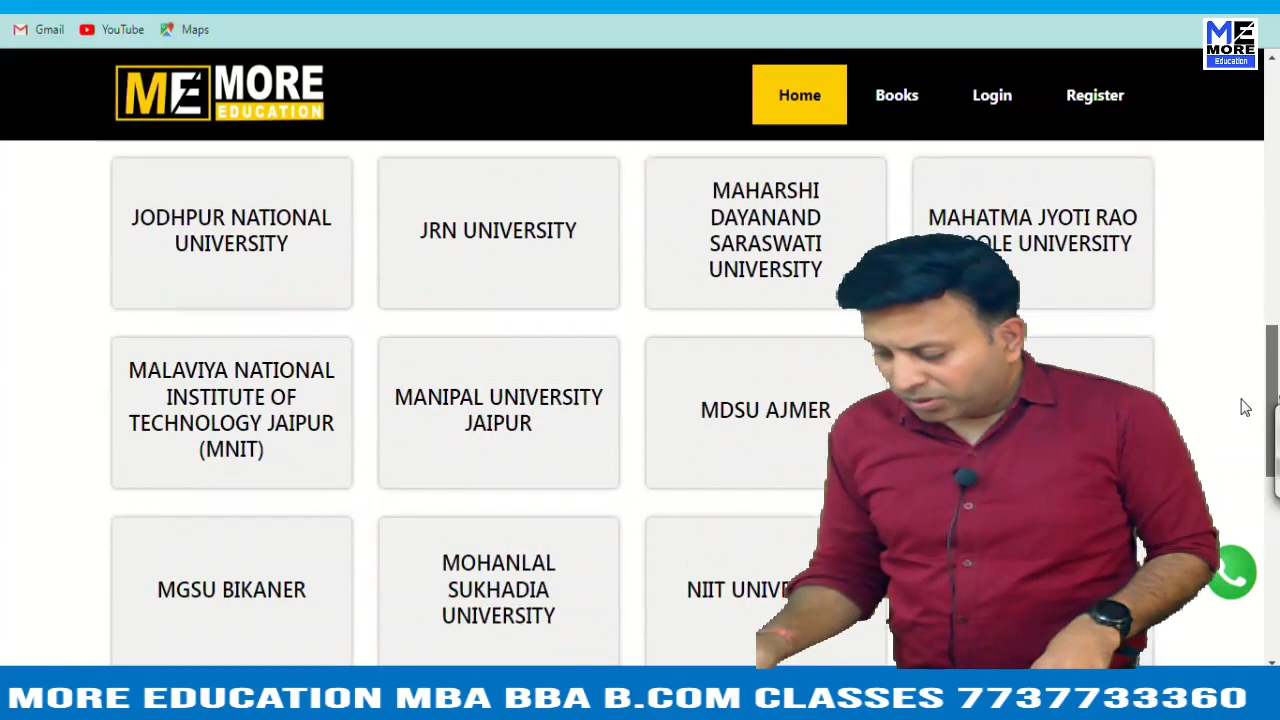 Gmail YouTube Maps
ME
MORE
Education
ME MORE
EDUCATION
Home Books Login Register
JODHPUR NATIONAL
UNIVERSITY
JRN UNIVERSITY
MAHARSHI
DAYANAND
SARASWATI
UNIVERSITY
MAHATMA JYOTI RAO
UNIVERSITY
MALAVIYA NATIONAL
INSTITUTE OF
TECHNOLOGY JAIPUR
(MNIT)
MANIPAL UNIVERSITY
JAIPUR
MDSU AJMER
MGSU BIKANER
MOHANLAL
SUKHADIA
UNIVERSITY
NIIT
MORE EDUCATION MBA BBA B.COM CLASSES 7737733360